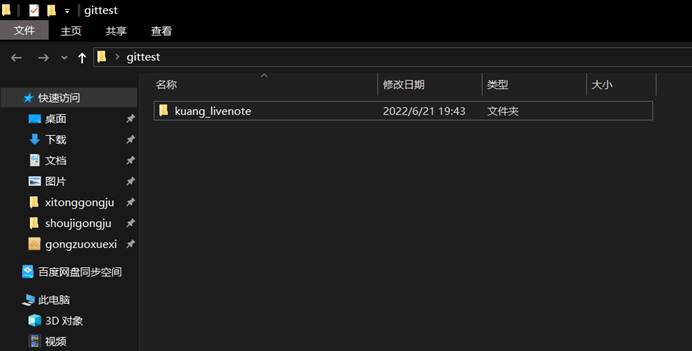 gittest
文件 主页 共享 查看
gittest
名称 修改日期 类型 大小
快速访问
kuang_livenote 2022/6/21 19:43 文件夹
桌面
下载
文档
图片
xitonggongju
shoujigongju
gongzuoxuexi
百度网盘同步空间
此电脑
3D 对象
视频